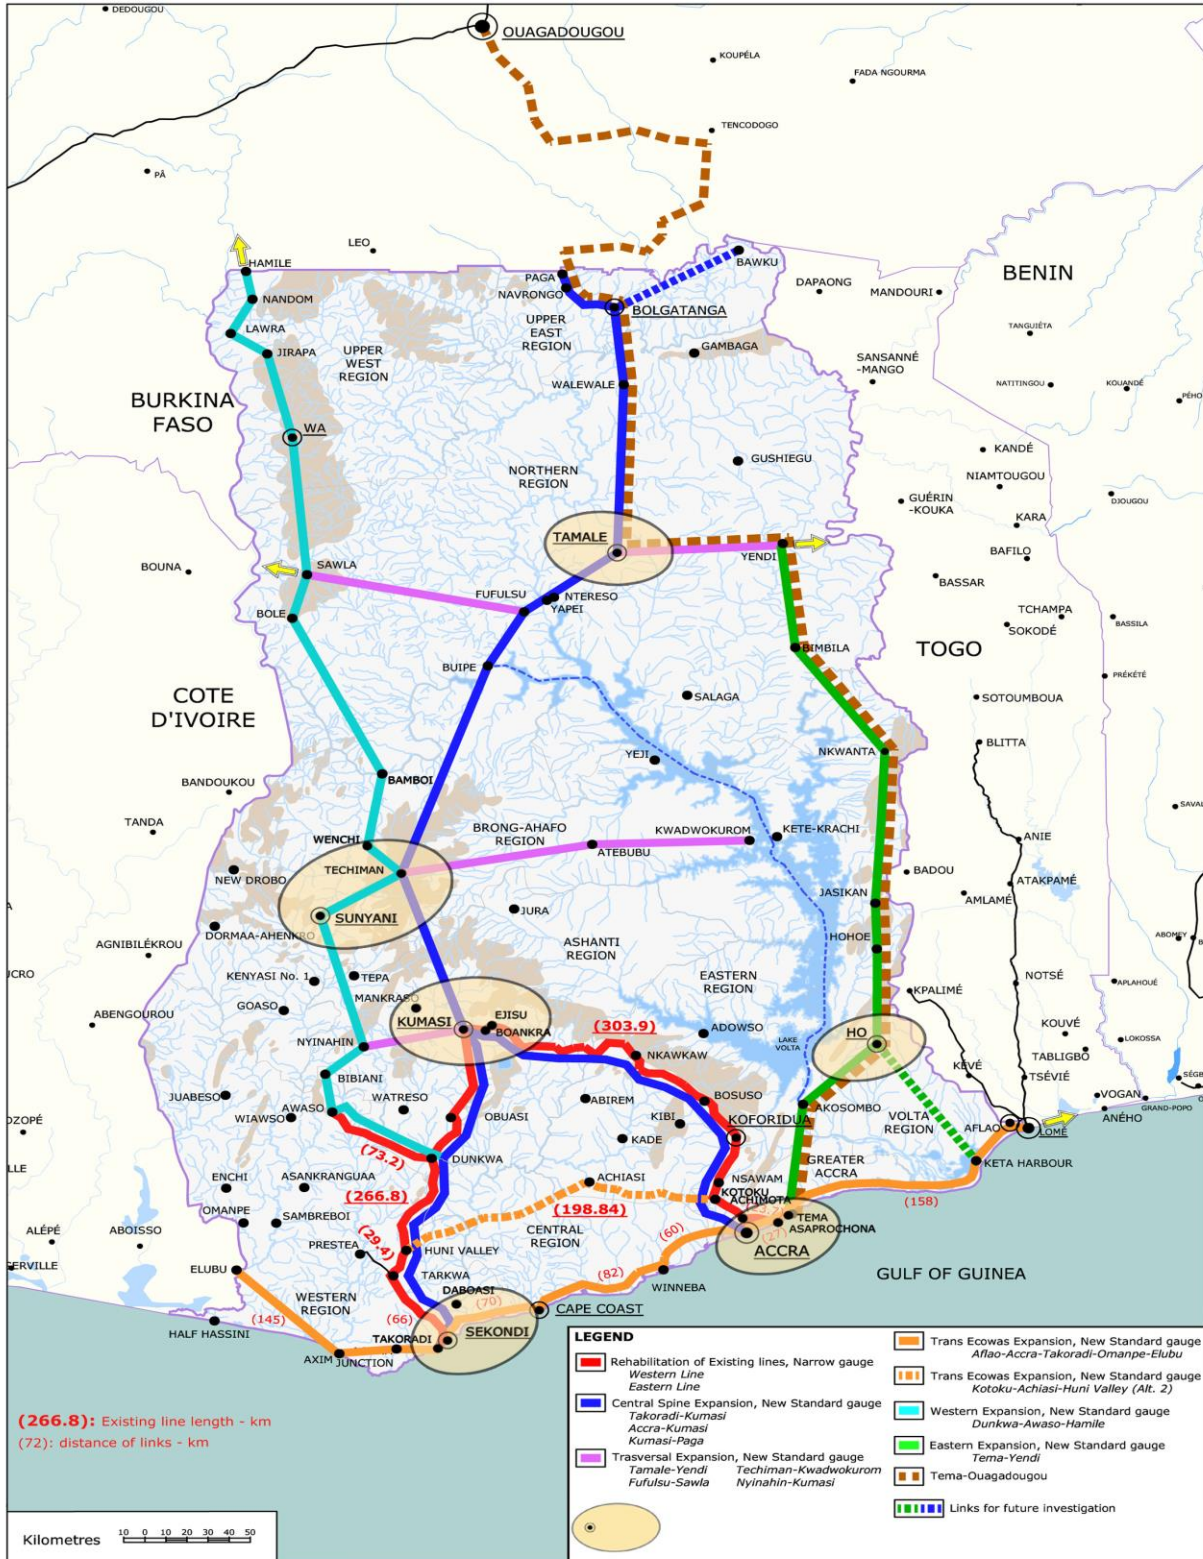 DEDOUGOU
OUAGADOUGOU
KOUPÉLA
FADA NGOURMA
TENCODOGO
PÂ
LEO
HAMILE
NANDOM
LAWRA
JIRAPA
UPPER
WEST
REGION
PAGA
NAVRONGO
UPPER
EAST
REGION
BOLGATANGA
BAWKU
DAPAONG
MANDOURI
BENIN
TANGUIÉTA
GAMBAGA
SANSANNÉ
-MANGO
NATITINGOU
KOUANDÉ
WALEWALE
BURKINA
FASO
WA
NORTHERN
REGION
GUSHIEGU
KANDÉ
NIAMTOUGOU
GUÉRIN
-KOUKA
DJOUGOU
KARA
TAMALE
YENDI
BAFILO
BOUNA
SAWLA
BASSAR
FUFULSU
NTERESO
YAPEI
BOLE
TCHAMPA
SOKODÉ
BASSILA
BIMBILA
TOGO
BUIPE
PRÉKÉTÉ
SALAGA
SOTOUMBOUA
COTE
D'IVOIRE
BLITTA
NKWANTA
YEJI
BAMBOI
BANDOUKOU
TANDA
WENCHI
BRONG-AHAFO
REGION
KWADWOKUROM
KETE-KRACHI
ATEBUBU
ANIE
TECHIMAN
NEW DROBO
BADOU
ATAKPAMÉ
AMLAMÉ
JASIKAN
SUNYANI
JURA
DORMAA-AHENKRO
AGNIBILÉKROU
HOHOE
ABOMEY
ASHANTI
REGION
EASTERN
REGION
KENYASI No. 1
TEPA
MANKRASO
GOASO
NOTSÉ
KPALIMÉ
APLAHOUÉ
ABENGOUROU
KUMASI
EJISU
BOANKRA
(303.9)
ADOWSO
LAKE
VOLTA
HO
KOUVÉ
TABLIGBO
LOKOSSA
NYINAHIN
NKAWKAW
BIBIANI
KÉVÉ
TSÉVIÉ
JUABESO
WATRESO
AWASO
WIAWSO
OBUASI
ABIREM
BOSUSO
KIBI
KOFORIDUA
KADE
AKOSOMBO
VOLTA
REGION
VOGAN
ANÉHO
GRAND-POPO
AFLAO
LOMÉ
(73.2)
DUNKWA
GREATER
ACCRA
KETA HARBOUR
ENCHI
ASANKRANGUAA
(266.8)
ACHIASI
NSAWAM
KOTOKU
ACHIMOTA
(158)
OMANPE
SAMBREBOI
(198.84)
TEMA
ASAPROCHONA
ALÉPÉ
ABOISSO
PRESTEA
(29.4)
HUNI VALLEY
CENTRAL
REGION
(60)
(27)
ACCRA
ELUBU
TARKWA
(82)
WINNEBA
GULF OF GUINEA
WESTERN
REGION
DABOASI
(70)
CAPE COAST
(145)
HALF HASSINI
(66)
TAKORADI
SEKONDI
AXIM
JUNCTION
(266.8): Existing line length - km
(72): distance of links - km
Kilometres
10 0 10 20 30 40 50
LEGEND
Rehabilitation of Existing lines, Narrow gauge
Western Line
Eastern Line
Central Spine Expansion, New Standard gauge
Takoradi-Kumasi
Accra-Kumasi
Kumasi-Paga
Trasversal Expansion, New Standard gauge
Tamale-Yendi Techiman-Kwadwokurom
Fufulsu-Sawla Nyinahin-Kumasi
Trans Ecowas Expansion, New Standard gauge
Aflao-Accra-Takoradi-Omanpe-Elubu
Trans Ecowas Expansion, New Standard gauge
Kotoku-Achiasi-Huni Valley (Alt. 2)
Western Expansion, New Standard gauge
Dunkwa-Awaso-Hamile
Eastern Expansion, New Standard gauge
Tema-Yendi
Tema-Ouagadougou
Links for future investigation